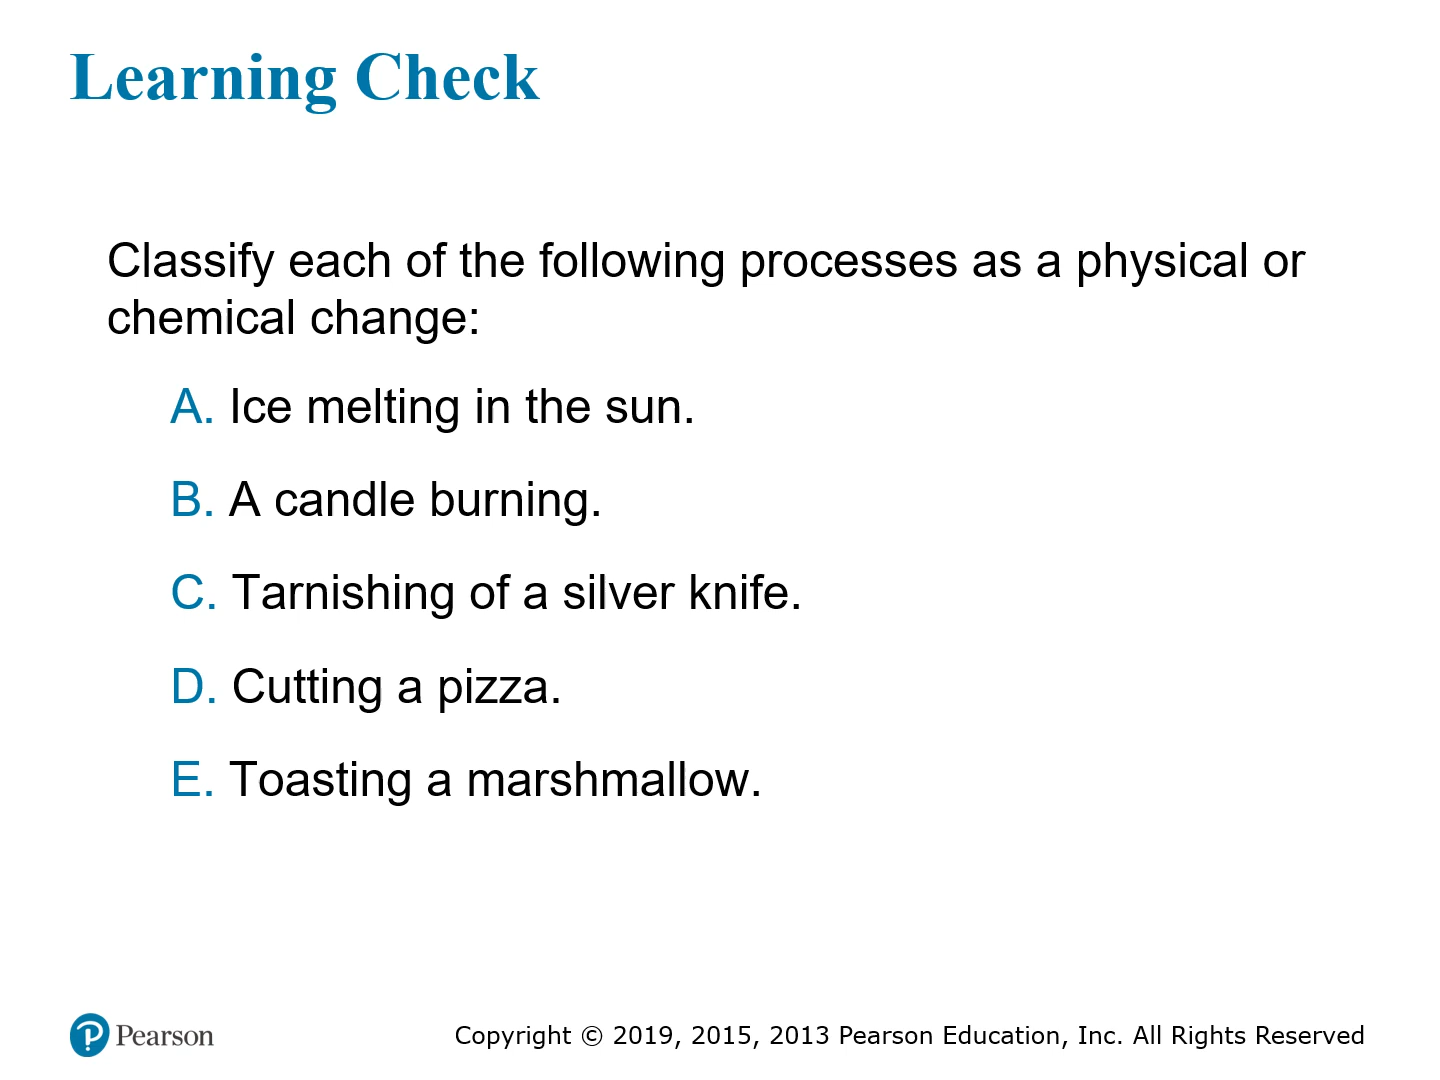 Learning Check
Classify each of the following processes as a physical or
chemical change:
A. Ice melting in the sun.
B. A candle burning.
C. Tarnishing of a silver knife.
D. Cutting a pizza.
E. Toasting a marshmallow.
Pearson
Copyright © 2019, 2015, 2013 Pearson Education, Inc. All Rights Reserved